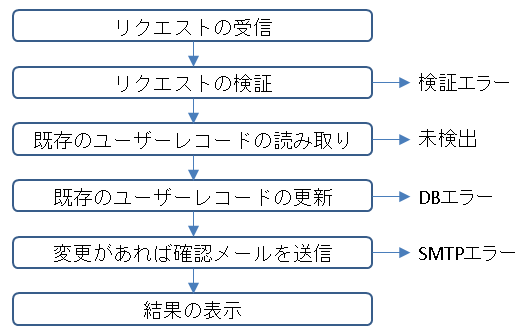 リクエストの受信
リクエストの検証
検証エラー
既存のユーザーレコードの読み取り
未検出
既存のユーザーレコードの更新
DBエラー
変更があれば確認メールを送信
SMTPエラー
結果の表示